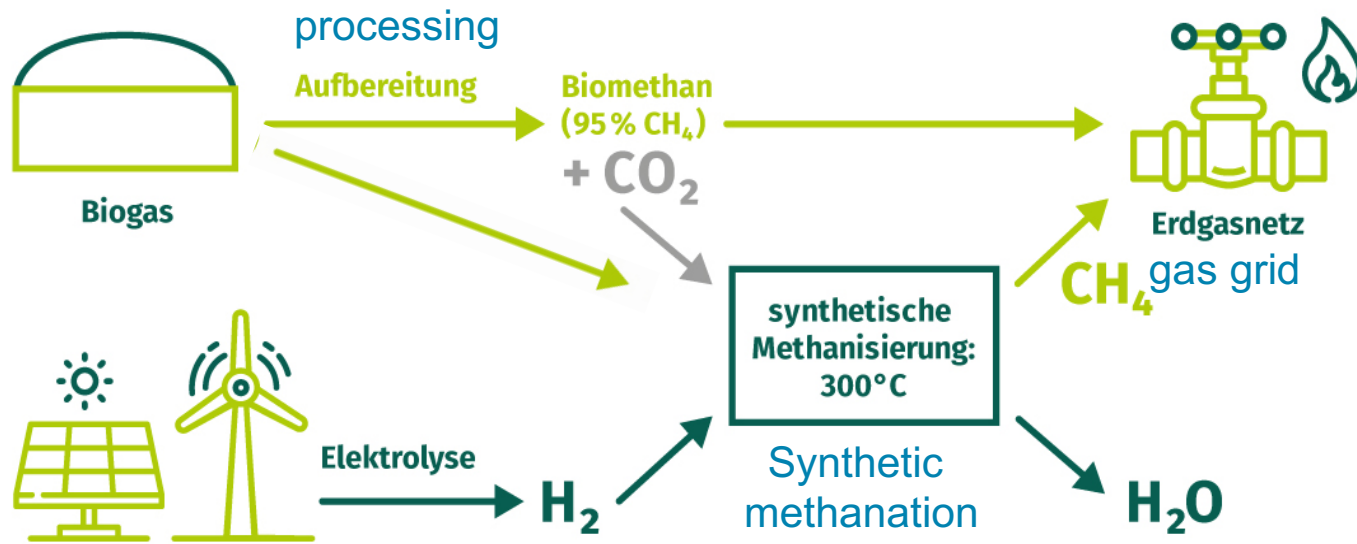 processing
Aufbereitung
Biomethan
(95 % CH₄)
+ CO₂
Biogas
Erdgasnetz
gas grid
CH₄
synthetische
Methanisierung:
300°C
Synthetic
methanation
Elektrolyse
H₂
H₂O